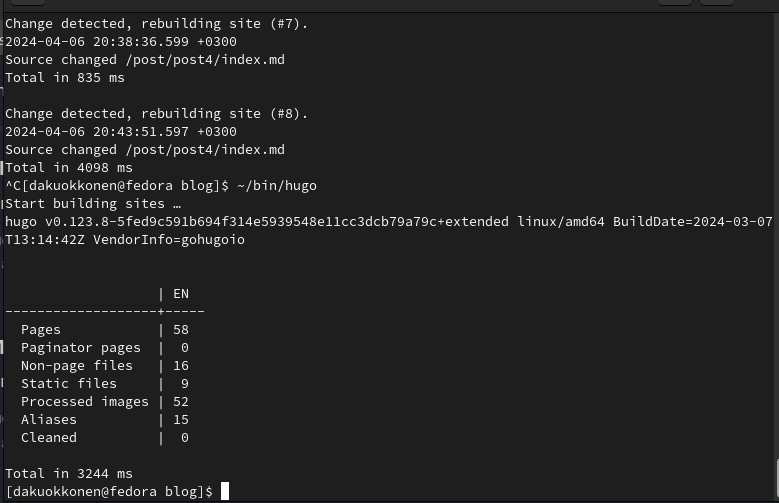 Change detected, rebuilding site (#7).
2024-04-06 20:38:36.599 +0300
Source changed /post/post4/index.md
Total in 835 ms

Change detected, rebuilding site (#8).
2024-04-06 20:43:51.597 +0300
Source changed /post/post4/index.md
Total in 4098 ms
^C[dakuokkonen@fedora blog]$ ~/bin/hugo
Start building sites …
hugo v0.123.8-5fed9c591b694f314e5939548e11cc3dcb79a79c+extended linux/amd64 BuildDate=2024-03-07
T13:14:42Z VendorInfo=gohugoio

                   | EN
-------------------+-----
  Pages            | 58
  Paginator pages  |  0
  Non-page files   | 16
  Static files     |  9
  Processed images | 52
  Aliases          | 15
  Cleaned          |  0

Total in 3244 ms
[dakuokkonen@fedora blog]$